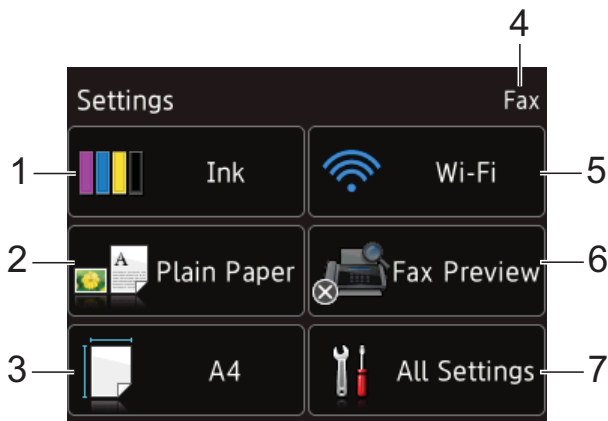 4
Settings
Fax
1
Ink
Wi-Fi
5
2
A
Plain Paper
Fax Preview
6
3
A4
All Settings
7